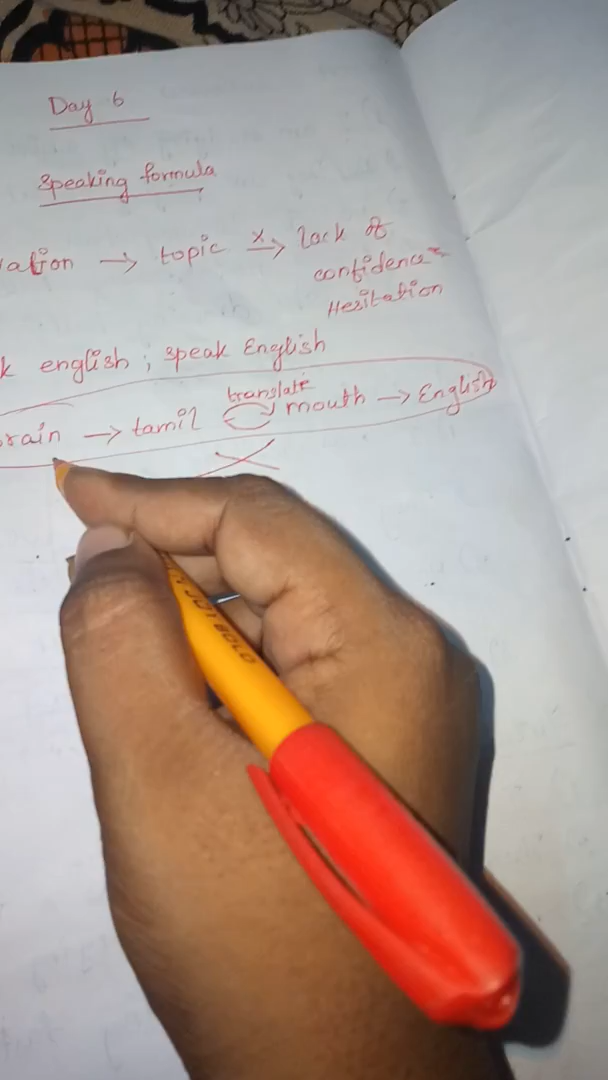 Day 6
Speaking formula
ation → topic x→ lack of
confidence
Hesitation
k english ; speak English
translate
rain → tamil mouth → English